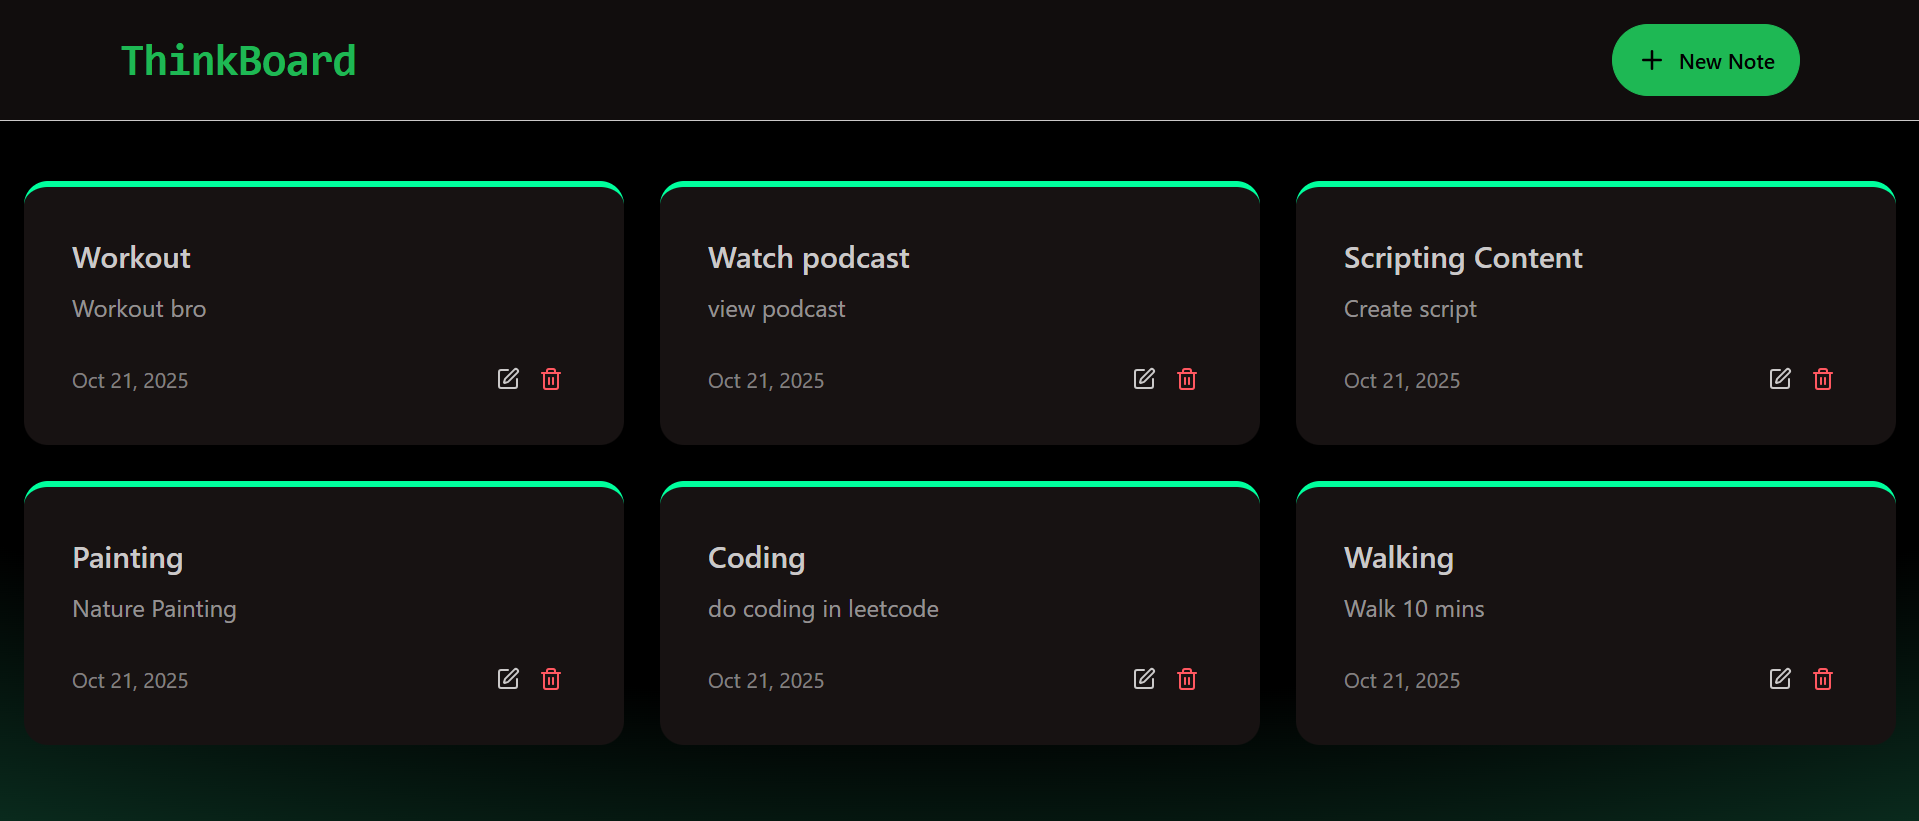 ThinkBoard
New Note
Workout
Workout bro
Oct 21, 2025
Watch podcast
view podcast
Oct 21, 2025
Scripting Content
Create script
Oct 21, 2025
Painting
Nature Painting
Oct 21, 2025
Coding
do coding in leetcode
Oct 21, 2025
Walking
Walk 10 mins
Oct 21, 2025